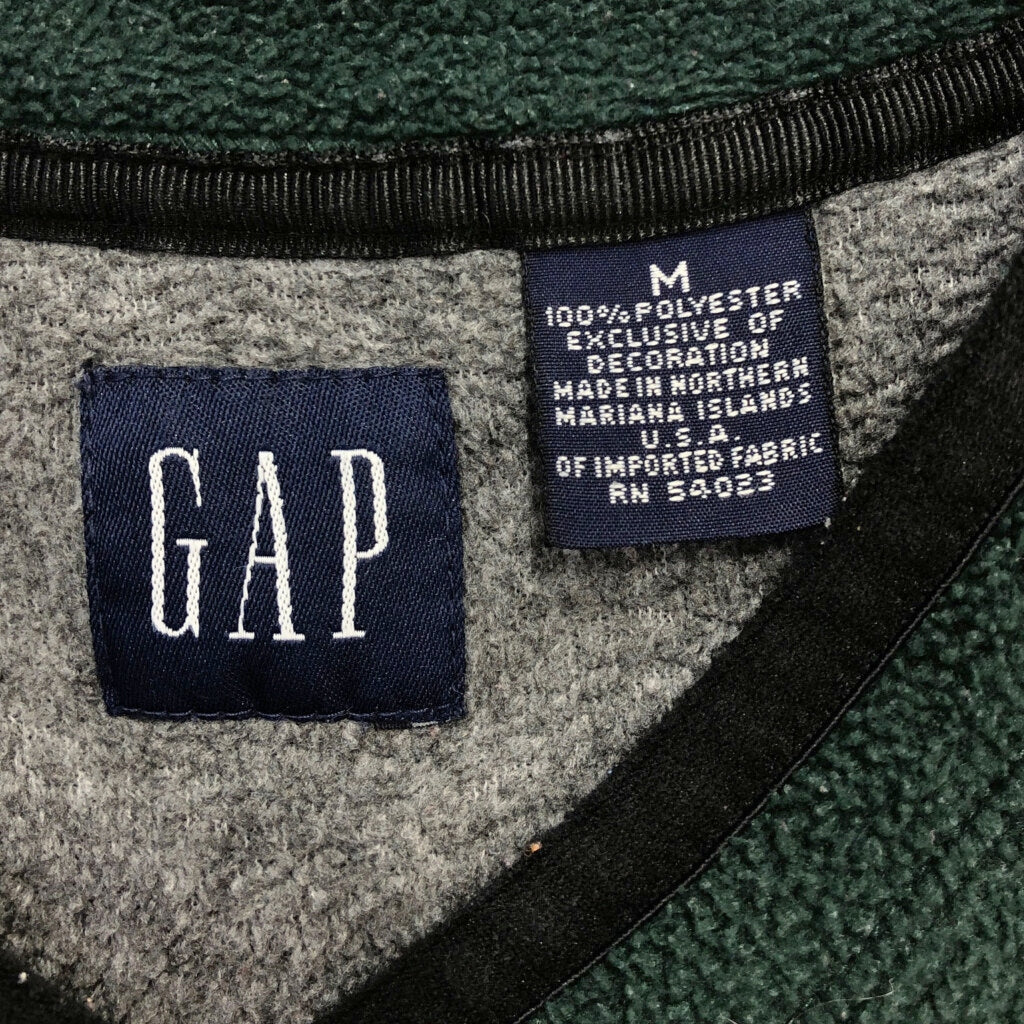 GAP
M
100% POLYESTER
EXCLUSIVE OF
DECORATION
MADE IN NORTHERN
MARIANA ISLANDS
U.S.A.
OF IMPORTED FABRIC
RN 54023